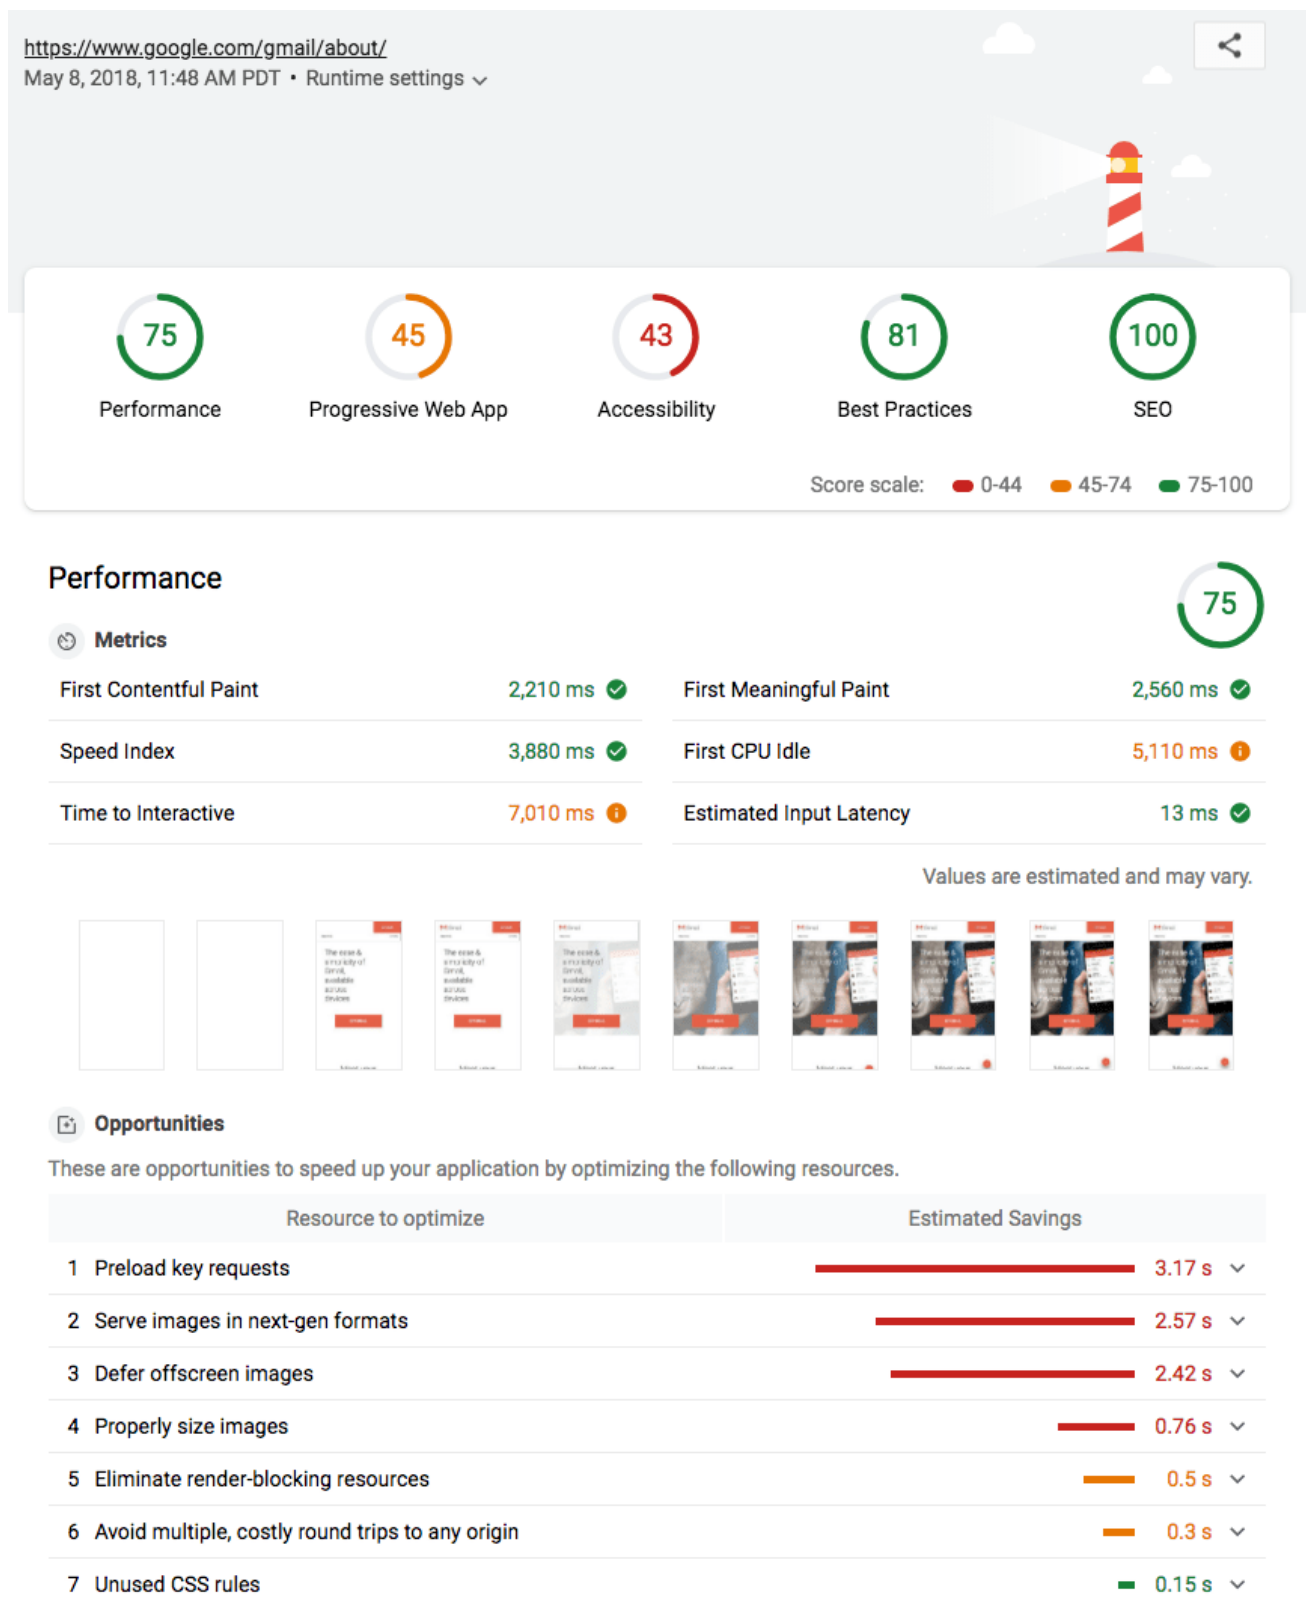 https://www.google.com/gmail/about/
May 8, 2018, 11:48 AM PDT • Runtime settings
75 45 43 81 100
Performance Progressive Web App Accessibility Best Practices SEO
Score scale: 0-44 45-74 75-100
Performance
75
Metrics
First Contentful Paint 2,210 ms
First Meaningful Paint 2,560 ms
Speed Index 3,880 ms
First CPU Idle 5,110 ms
Time to Interactive 7,010 ms
Estimated Input Latency 13 ms
Values are estimated and may vary.
Opportunities
These are opportunities to speed up your application by optimizing the following resources.
Resource to optimize Estimated Savings
1 Preload key requests 3.17 s
2 Serve images in next-gen formats 2.57 s
3 Defer offscreen images 2.42 s
4 Properly size images 0.76 s
5 Eliminate render-blocking resources 0.5 s
6 Avoid multiple, costly round trips to any origin 0.3 s
7 Unused CSS rules 0.15 s